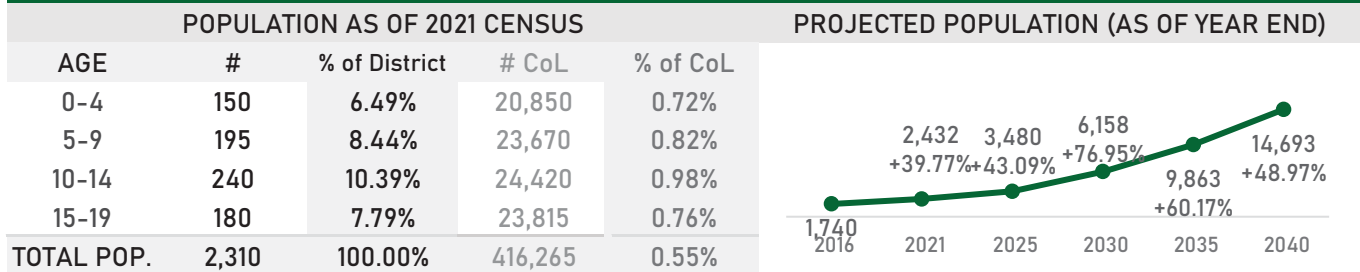 POPULATION AS OF 2021 CENSUS
AGE # % of District # CoL % of CoL
0-4 150 6.49% 20,850 0.72%
5-9 195 8.44% 23,670 0.82%
10-14 240 10.39% 24,420 0.98%
15-19 180 7.79% 23,815 0.76%
TOTAL POP. 2,310 100.00% 416,265 0.55%
PROJECTED POPULATION (AS OF YEAR END)
1,740
2,432
+39.77%
3,480
+43.09%
6,158
+76.95%
9,863
+60.17%
14,693
+48.97%
2016 2021 2025 2030 2035 2040